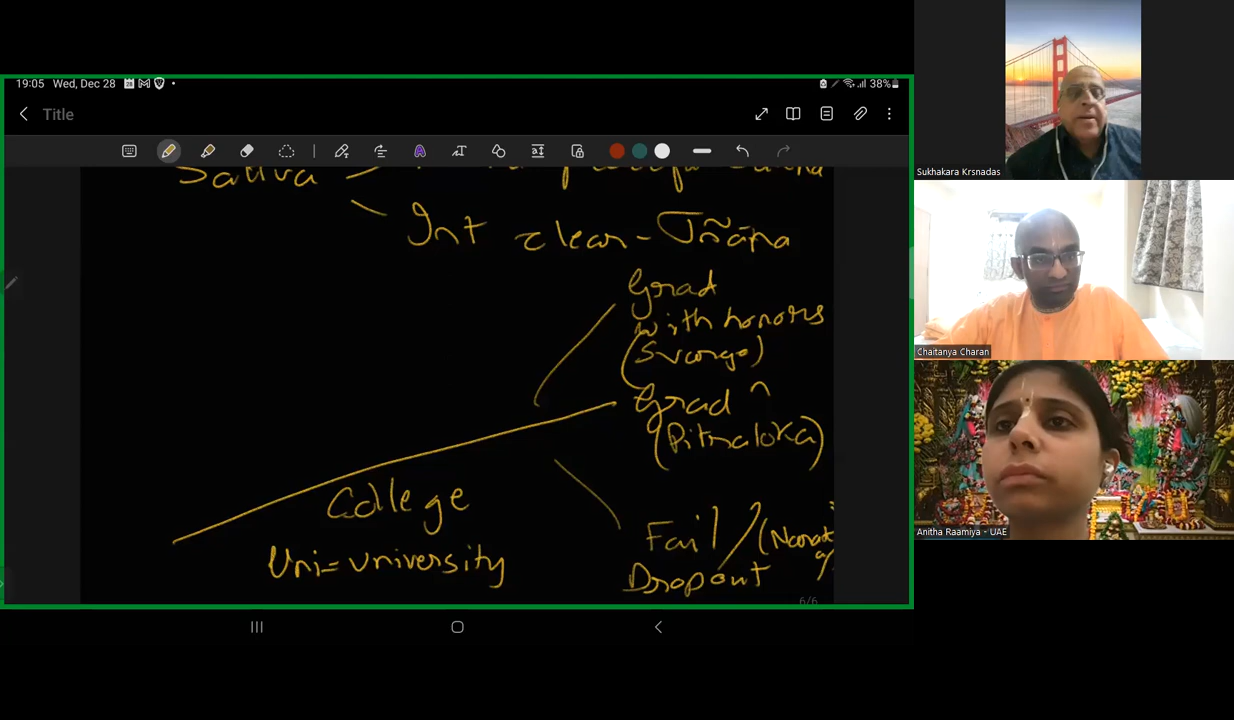 19:05 Wed, Dec 28
38%
Title
Sattva
Int clear - Jñāna
Grad
with honors
(Svarga)
Grad
(Pitraloka)
College
Uni-university
Fail/
Dropout
6/6
Sukhakara Krsnadas
Chaitanya Charan
Anitha Raamiya - UAE